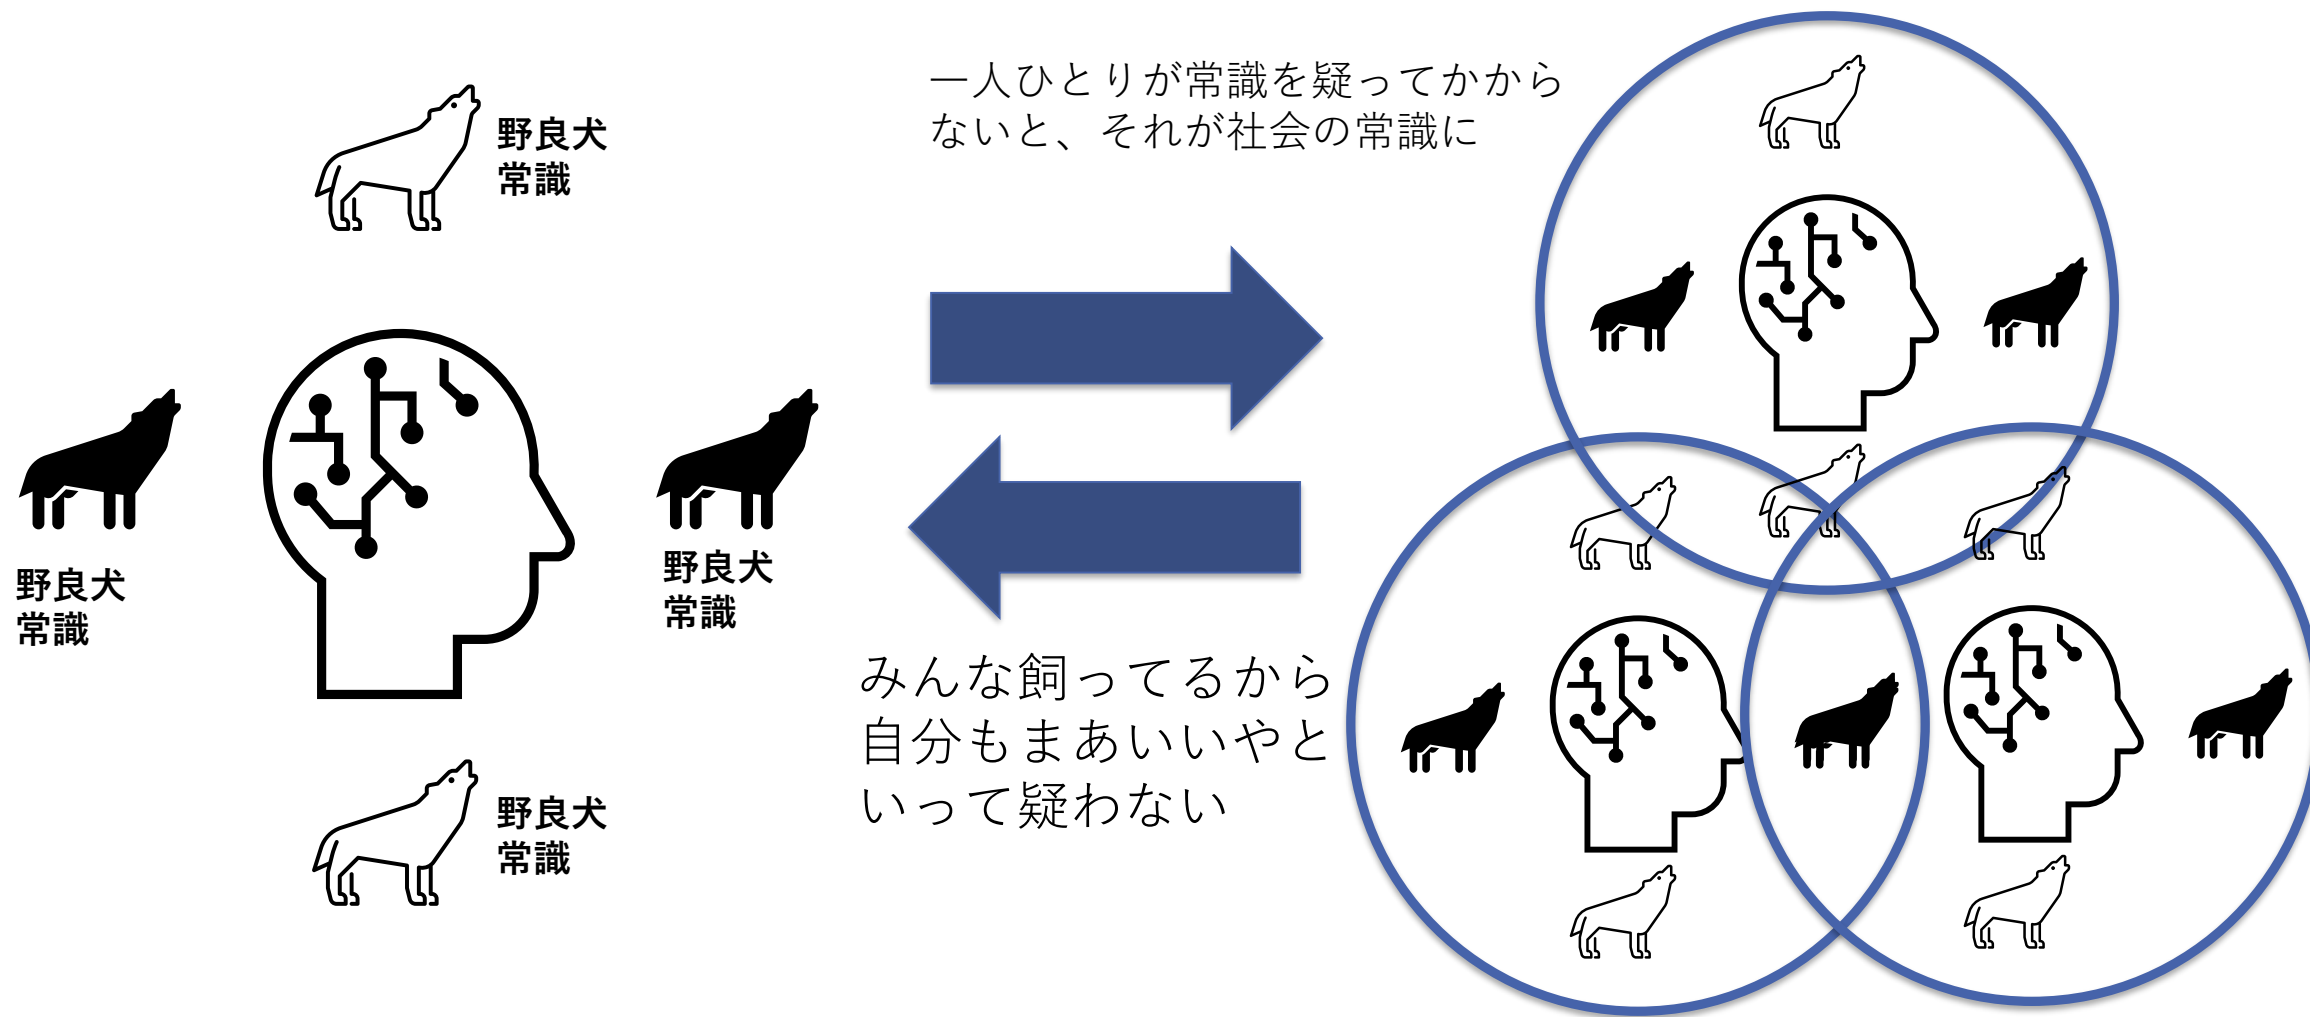 野良犬
常識
野良犬
常識
野良犬
常識
野良犬
常識
一人ひとりが常識を疑ってかから
ないと、それが社会の常識に
みんな飼ってるから
自分もまあいいやと
いって疑わない